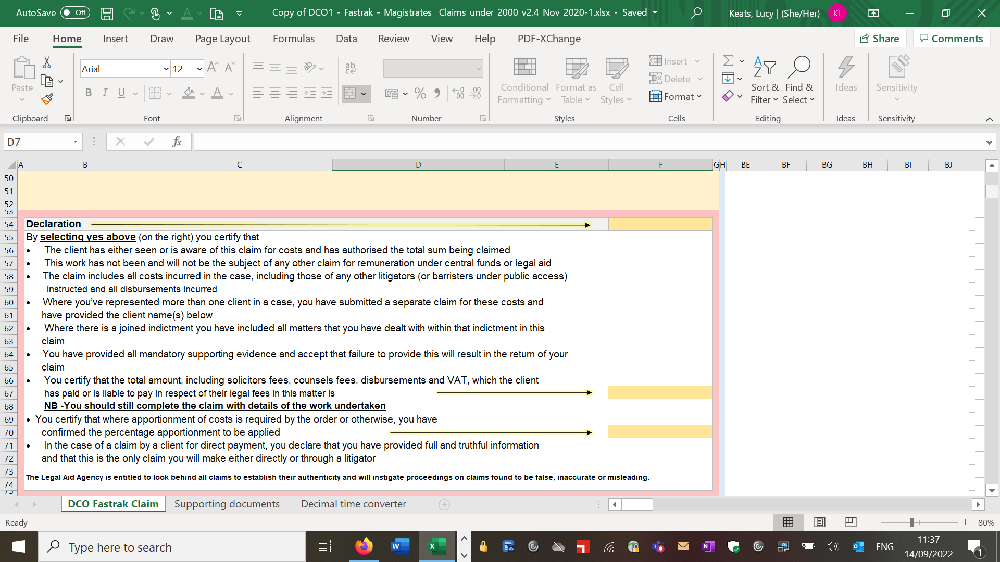 AutoSave Off
Copy of DCO1_-_Fastrak_-_Magistrates__Claims_under_2000_v2.4_Nov_2020-1.xlsx - Saved
Keats, Lucy | (She/Her) KL
File Home Insert Draw Page Layout Formulas Data Review View Help PDF-XChange
Share Comments
Paste
Arial 12
B I U
ab
Conditional Formatting
Format as Table
Cell Styles
Insert
Delete
Format
Sort & Filter
Find & Select
Ideas
Sensitivity
Clipboard Font Alignment Number Styles Cells Editing Ideas Sensitivity
D7 fx
A B C D E F G H BE BF BG BH BI BJ
50
51
52
53
54 Declaration
55 By selecting yes above (on the right) you certify that
56 • The client has either seen or is aware of this claim for costs and has authorised the total sum being claimed
57 • This work has not been and will not be the subject of any other claim for remuneration under central funds or legal aid
58 • The claim includes all costs incurred in the case, including those of any other litigators (or barristers under public access)
59 instructed and all disbursements incurred
60 • Where you’ve represented more than one client in a case, you have submitted a separate claim for these costs and
61 have provided the client name(s) below
62 • Where there is a joined indictment you have included all matters that you have dealt with within that indictment in this
63 claim
64 • You have provided all mandatory supporting evidence and accept that failure to provide this will result in the return of your
65 claim
66 • You certify that the total amount, including solicitors fees, counsels fees, disbursements and VAT, which the client
67 has paid or is liable to pay in respect of their legal fees in this matter is
68 NB -You should still complete the claim with details of the work undertaken
69 • You certify that where apportionment of costs is required by the order or otherwise, you have
70 confirmed the percentage apportionment to be applied
71 • In the case of a claim by a client for direct payment, you declare that you have provided full and truthful information
72 and that this is the only claim you will make either directly or through a litigator
73
The Legal Aid Agency is entitled to look behind all claims to establish their authenticity and will instigate proceedings on claims found to be false, inaccurate or misleading.
74
75
DCO Fastrak Claim Supporting documents Decimal time converter
Ready 80%
Type here to search
ENG
11:37
14/09/2022
1